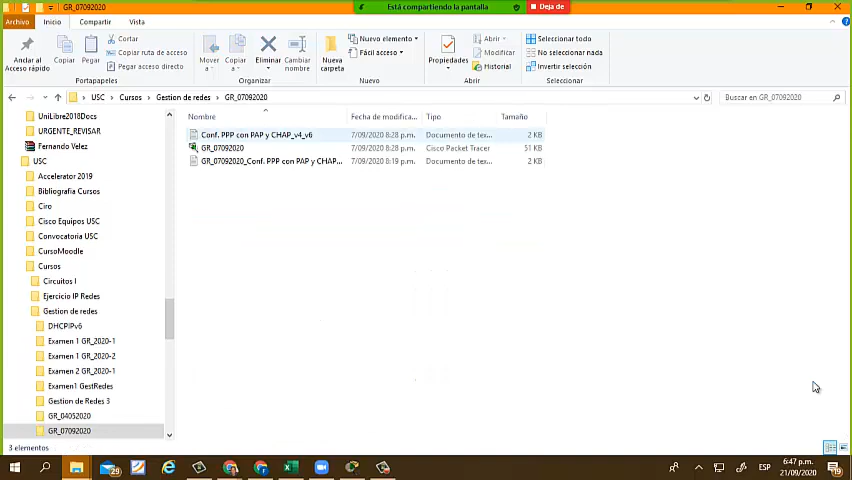 GR_07092020
Está compartiendo la pantalla
Deja de
Archivo Inicio Compartir Vista
Anclar al Acceso rápido
Copiar
Pegar
Cortar
Copiar ruta de acceso
Pegar acceso directo
Portapapeles
Mover a
Copiar a
Eliminar
Cambiar nombre
Organizar
Nueva carpeta
Nuevo elemento
Fácil acceso
Nuevo
Propiedades
Abrir
Modificar
Historial
Abrir
Seleccionar todo
No seleccionar nada
Invertir selección
Seleccionar
USC > Cursos > Gestion de redes > GR_07092020
Buscar en GR_07092020
UniLibre2018Docs
URGENTE_REVISAR
Fernando Velez
USC
Accelerator 2019
Bibliografia Cursos
Ciro
Cisco Equipos USC
Convocatoria USC
CursoMoodle
Cursos
Circuitos I
Ejercicio IP Redes
Gestion de redes
DHCPIPv6
Examen 1 GR_2020-1
Examen 1 GR_2020-2
Examen 2 GR_2020-1
Examen1 GestRedes
Gestion de Redes 3
GR_04052020
GR_07092020
Nombre Fecha de modifica... Tipo Tamaño
Conf. PPP con PAP y CHAP_v4_v6 7/09/2020 8:28 p.m. Documento de tex... 2 KB
GR_07092020 7/09/2020 8:28 p.m. Cisco Packet Tracer 51 KB
GR_07092020_Conf. PPP con PAP y CHAP... 7/09/2020 8:19 p.m. Documento de tex... 2 KB
3 elementos
29
ESP
6:47 p.m.
21/09/2020
19